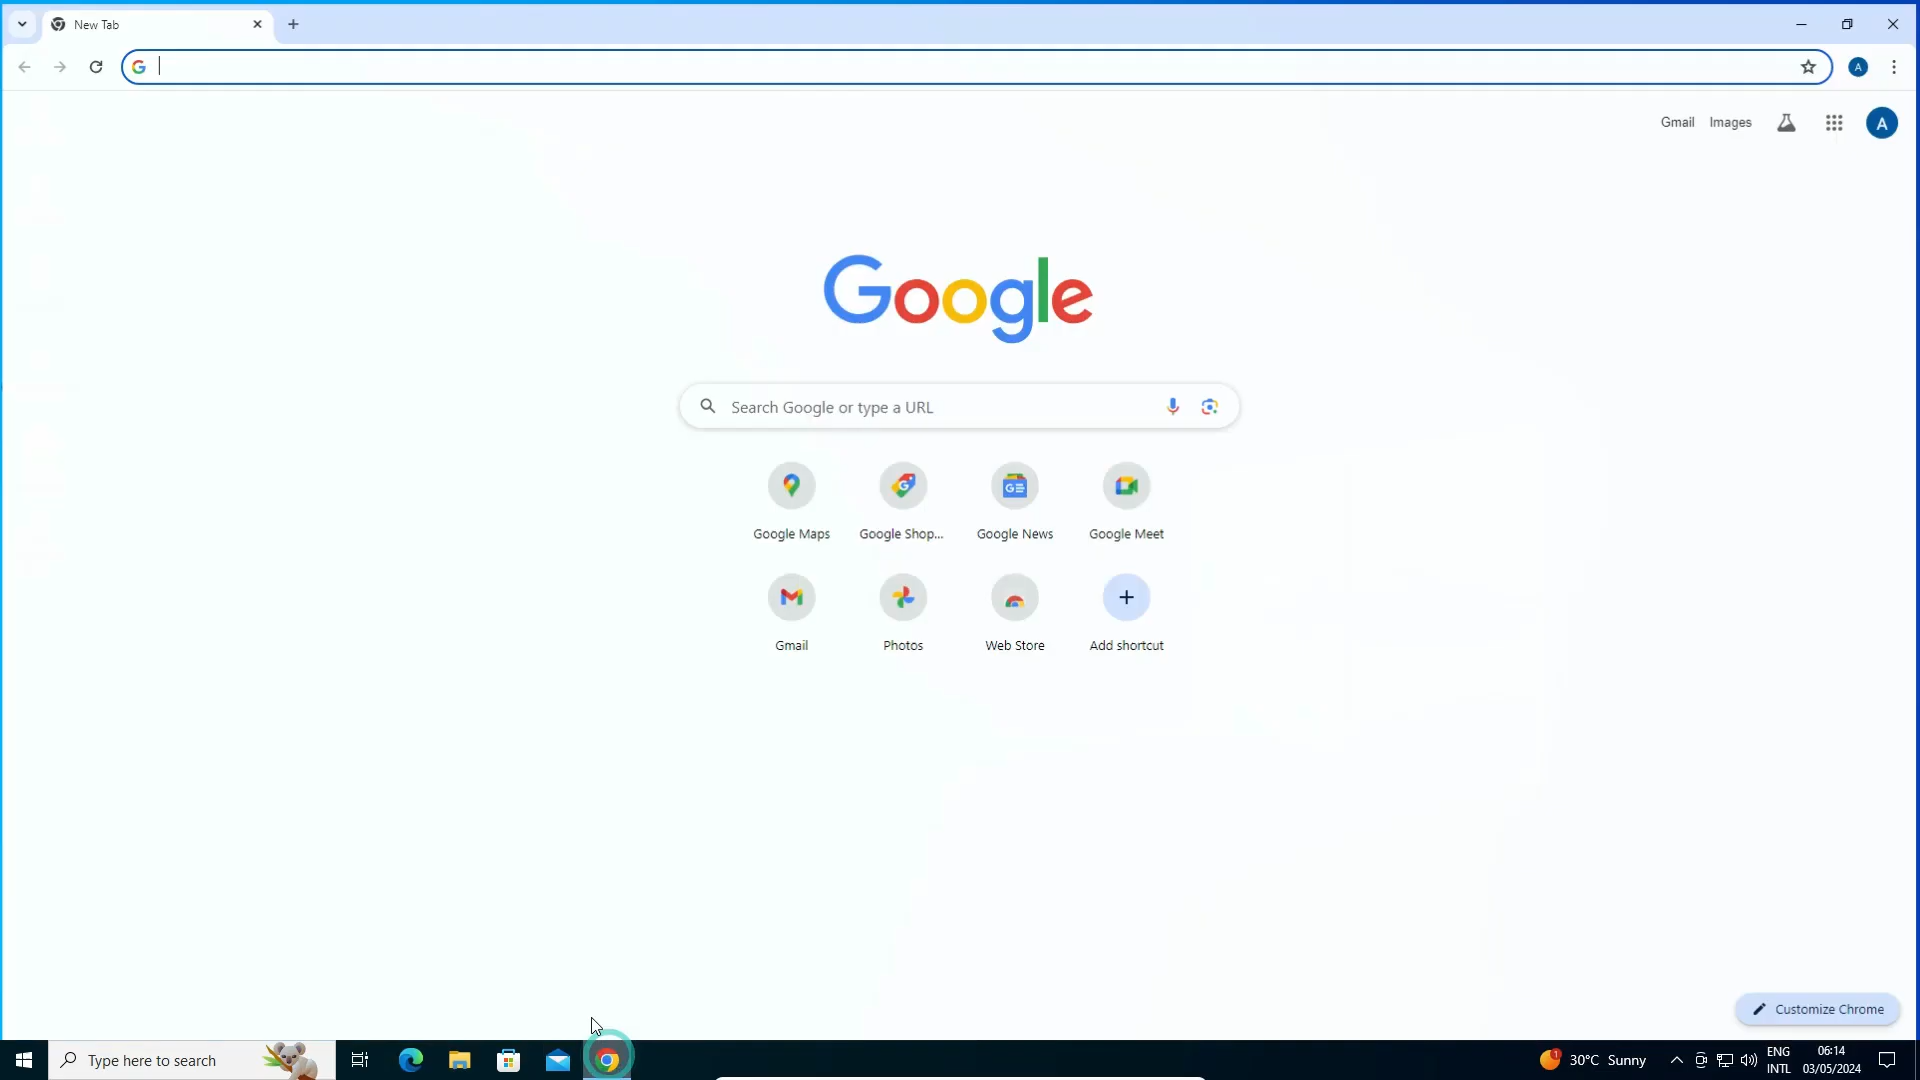 New Tab
Gmail Images A
Google
Search Google or type a URL
Google Maps Google Shop... Google News Google Meet
Gmail Photos Web Store Add shortcut
Customize Chrome
Type here to search
1 30°C Sunny
ENG
INTL
06:14
03/05/2024